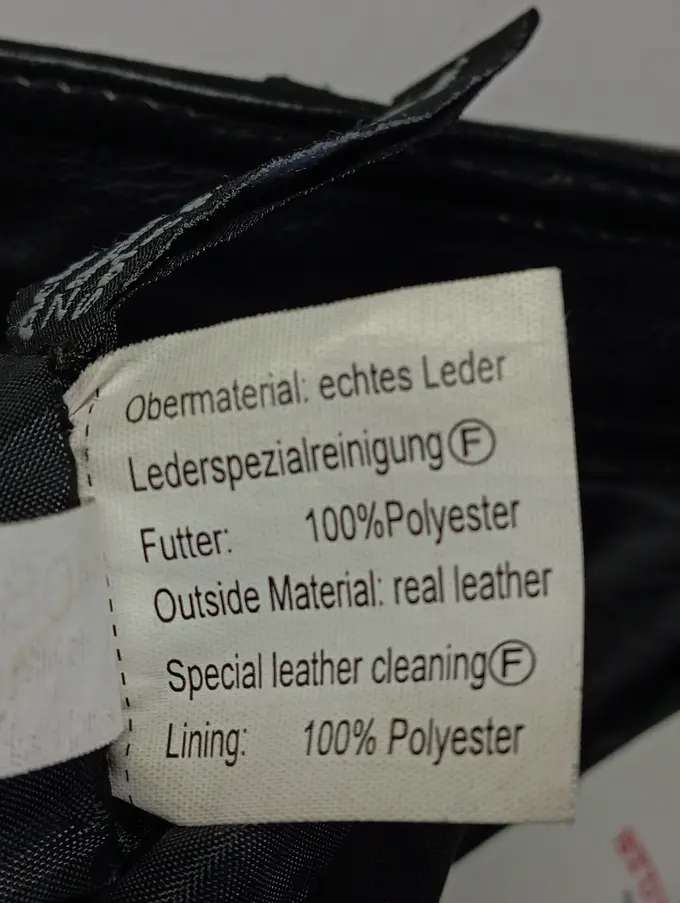 Obermaterial: echtes Leder
Lederspezialreinigung Ⓕ
Futter: 100%Polyester
Outside Material: real leather
Special leather cleaning Ⓕ
Lining: 100% Polyester